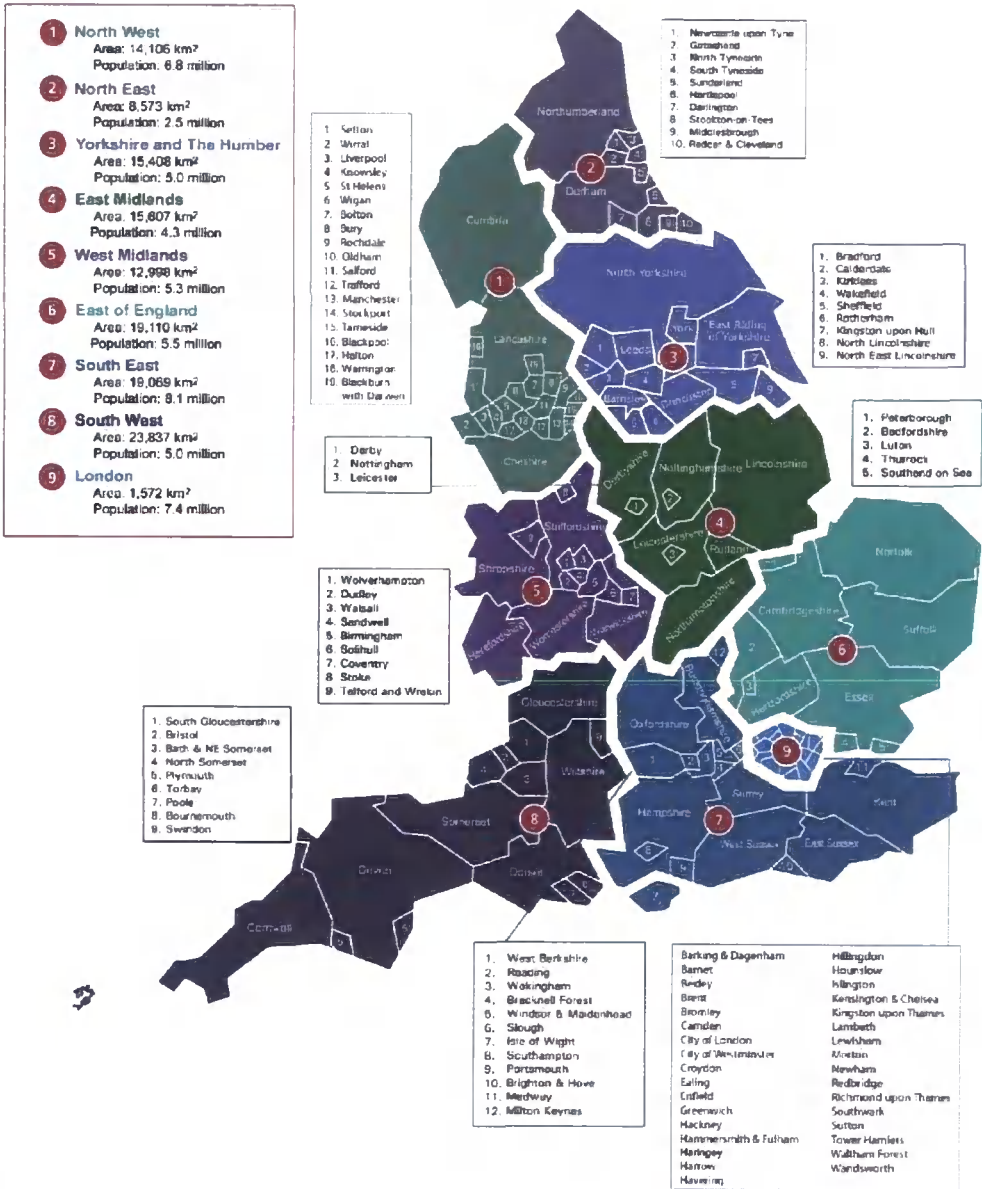 1 North West
Area: 14,106 km²
Population: 6.8 million
2 North East
Area: 8,573 km²
Population: 2.5 million
3 Yorkshire and The Humber
Area: 15,408 km²
Population: 5.0 million
4 East Midlands
Area: 15,607 km²
Population: 4.3 million
5 West Midlands
Area: 12,998 km²
Population: 5.3 million
6 East of England
Area: 19,110 km²
Population: 5.5 million
7 South East
Area: 19,069 km²
Population: 8.1 million
8 South West
Area: 23,837 km²
Population: 5.0 million
9 London
Area: 1,572 km²
Population: 7.4 million
1. Newcastle upon Tyne
2 Gateshead
3 North Tyneside
4 South Tyneside
5. Sunderland
6. Hartlepool
7. Darlington
8 Stockton-on-Tees
9 Middlesbrough
10. Redcar & Cleveland
1 Sefton
2 Wirral
3. Liverpool
4 Knowsley
5 St Helens
6 Wigan
7. Bolton
8 Bury
9 Rochdale
10. Oldham
11. Salford
12 Trafford
13. Manchester
14. Stockport
15. Tameside
16. Blackpool
17. Halton
18. Warrington
19. Blackburn
with Darwen
1. Bradford
2. Calderdale
3. Kirklees
4. Wakefield
5. Sheffield
6. Rotherham
7. Kingston upon Hull
8. North Lincolnshire
9. North East Lincolnshire
1. Derby
2 Nottingham
3 Leicester
1. Peterborough
2. Bedfordshire
3. Luton
4. Thurrock
5. Southend on Sea
1. Wolverhampton
2. Dudley
3. Walsall
4. Sandwell
5. Birmingham
6. Solihull
7. Coventry
8 Stoke
9. Telford and Wrekin
1. South Gloucestershire
2. Bristol
3. Bath & NE Somerset
4 North Somerset
5. Plymouth
6. Torbay
7. Poole
8. Bournemouth
9. Swindon
1. West Berkshire
2. Reading
3. Wokingham
4. Bracknell Forest
5. Windsor & Maidenhead
6. Slough
7. Isle of Wight
8. Southampton
9. Portsmouth
10. Brighton & Hove
11. Medway
12. Milton Keynes
Barking & Dagenham
Barnet
Bexley
Brent
Bromley
Camden
City of London
City of Westminster
Croydon
Ealing
Enfield
Greenwich
Hackney
Hammersmith & Fulham
Haringey
Harrow
Havering
Hillingdon
Hounslow
Islington
Kensington & Chelsea
Kingston upon Thames
Lambeth
Lewisham
Merton
Newham
Redbridge
Richmond upon Thames
Southwark
Sutton
Tower Hamlets
Waltham Forest
Wandsworth
Northumberland
2
Durham
Cumbria
1
North Yorkshire
York
East Riding
of Yorkshire
Leeds
3
Barnsley
Doncaster
Lancashire
Cheshire
Derbyshire
Nottinghamshire
Lincolnshire
Leicestershire
4
Rutland
Northamptonshire
Staffordshire
Shropshire
5
Herefordshire
Worcestershire
Warwickshire
Norfolk
Cambridgeshire
Suffolk
6
Hertfordshire
Essex
Gloucestershire
Wiltshire
Somerset
8
Devon
Dorset
Cornwall
Oxfordshire
Buckinghamshire
9
Surrey
Kent
Hampshire
7
West Sussex
East Sussex